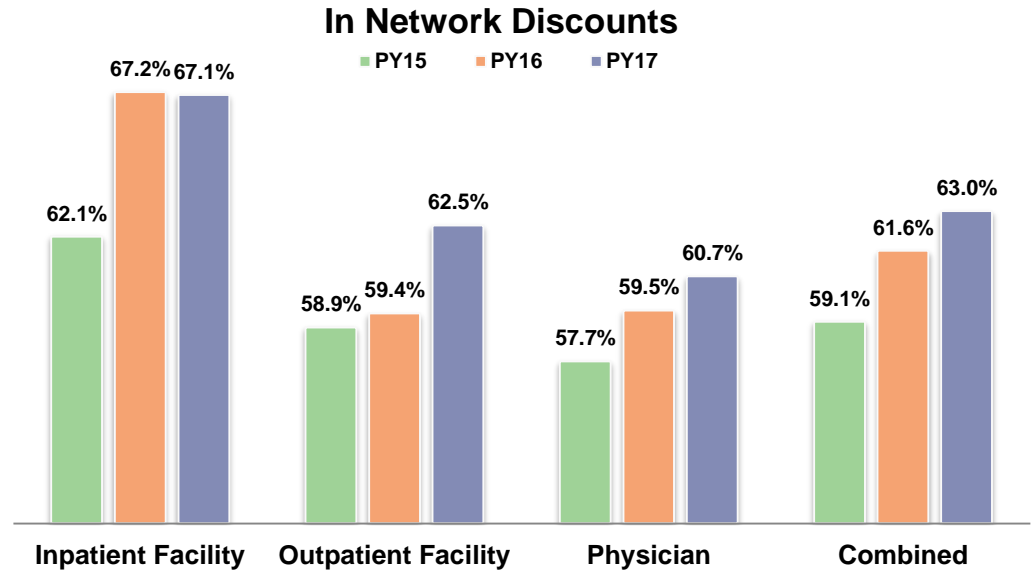 In Network Discounts
PY15 PY16 PY17
67.2% 67.1%
62.1%
58.9% 59.4% 62.5%
57.7% 59.5% 60.7%
59.1% 61.6% 63.0%
Inpatient Facility Outpatient Facility Physician Combined